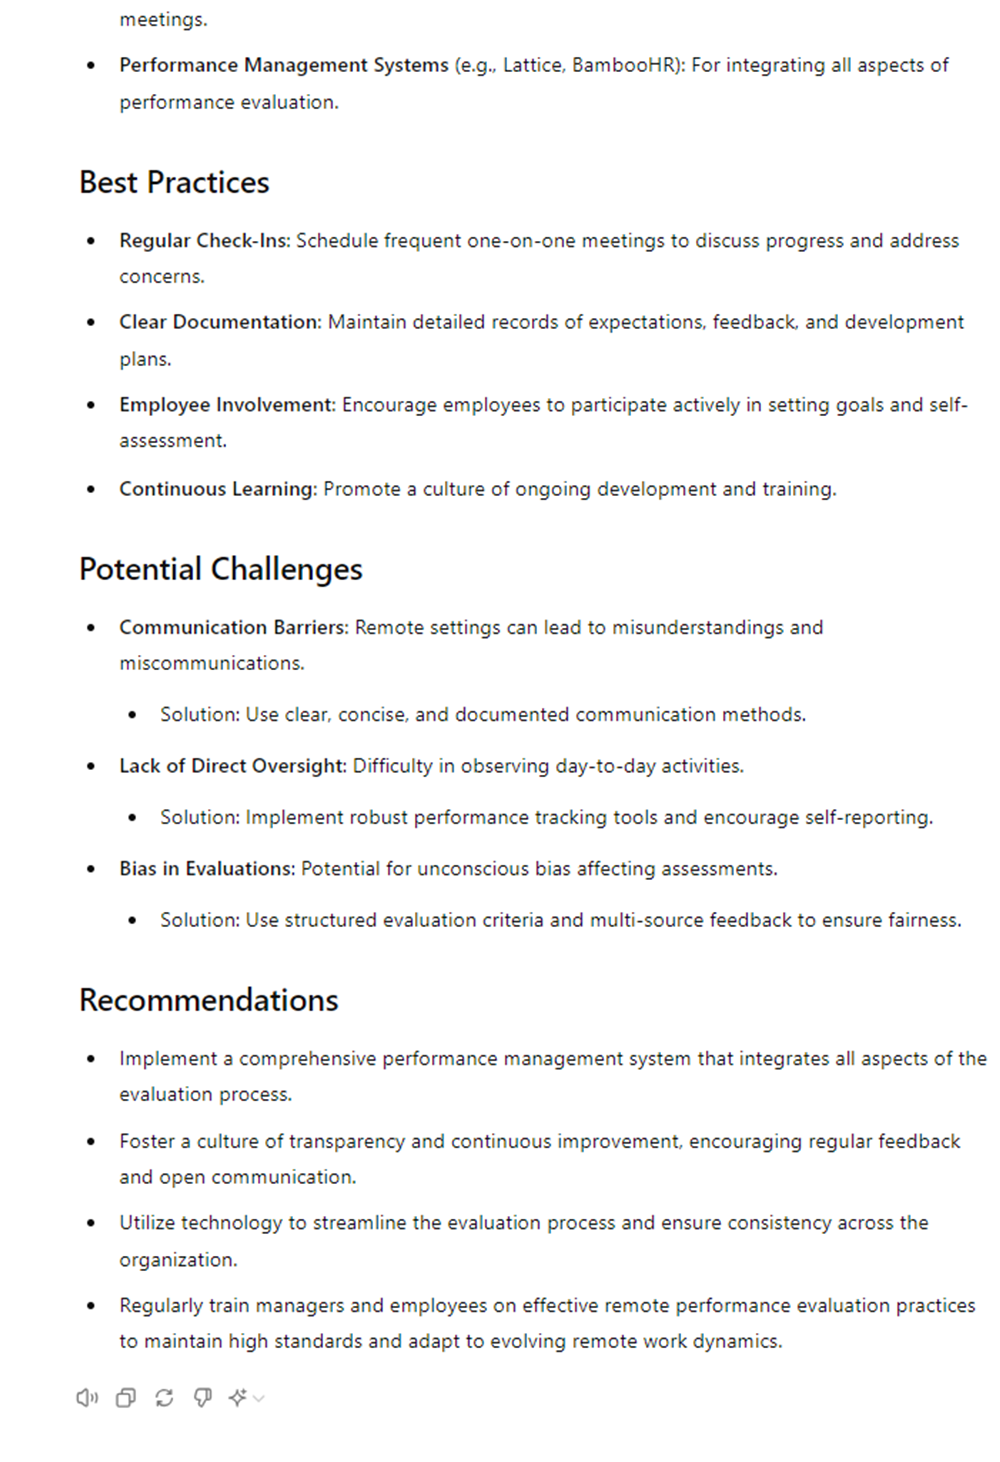 meetings.
• Performance Management Systems (e.g., Lattice, BambooHR): For integrating all aspects of
performance evaluation.
Best Practices
• Regular Check-Ins: Schedule frequent one-on-one meetings to discuss progress and address
concerns.
• Clear Documentation: Maintain detailed records of expectations, feedback, and development
plans.
• Employee Involvement: Encourage employees to participate actively in setting goals and self-
assessment.
• Continuous Learning: Promote a culture of ongoing development and training.
Potential Challenges
• Communication Barriers: Remote settings can lead to misunderstandings and
miscommunications.
• Solution: Use clear, concise, and documented communication methods.
• Lack of Direct Oversight: Difficulty in observing day-to-day activities.
• Solution: Implement robust performance tracking tools and encourage self-reporting.
• Bias in Evaluations: Potential for unconscious bias affecting assessments.
• Solution: Use structured evaluation criteria and multi-source feedback to ensure fairness.
Recommendations
• Implement a comprehensive performance management system that integrates all aspects of the
evaluation process.
• Foster a culture of transparency and continuous improvement, encouraging regular feedback
and open communication.
• Utilize technology to streamline the evaluation process and ensure consistency across the
organization.
• Regularly train managers and employees on effective remote performance evaluation practices
to maintain high standards and adapt to evolving remote work dynamics.